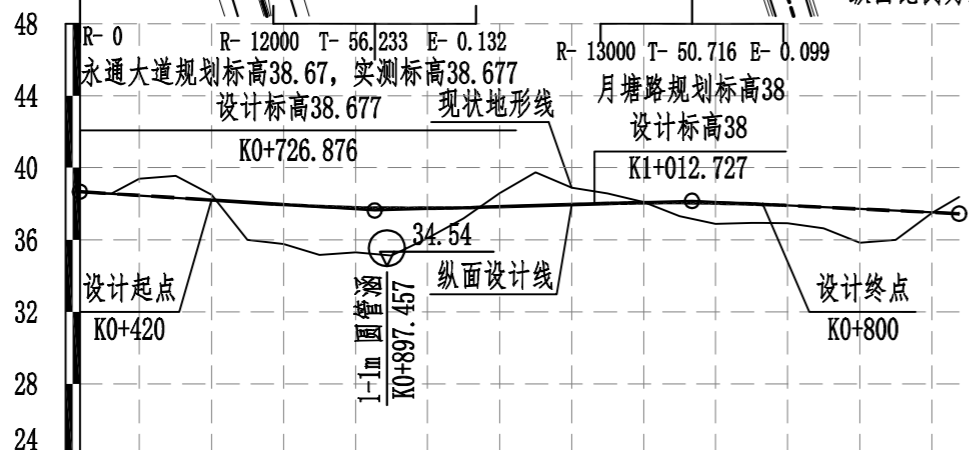 48
R- 0
R- 12000 T- 56.233 E- 0.132
R- 13000 T- 50.716 E- 0.099
永通大道规划标高38.67, 实测标高38.677
设计标高38.677
K0+726.876
现状地形线
月塘路规划标高38
设计标高38
K1+012.727
44
40
36
34.54
设计起点
K0+420
1-1m 圆管涵
K0+897.457
纵面设计线
设计终点
K0+800
32
28
24